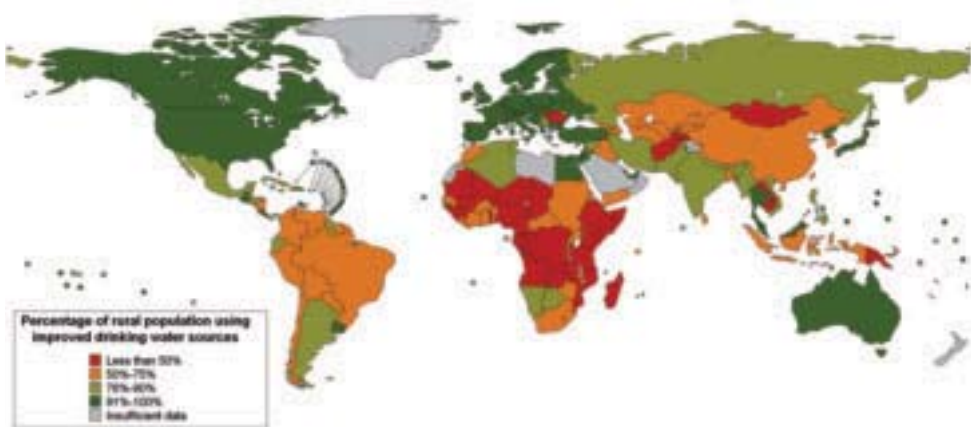 Percentage of rural population using
improved drinking water sources
Less than 50%
50%-75%
76%-90%
91%-100%
Insufficient data